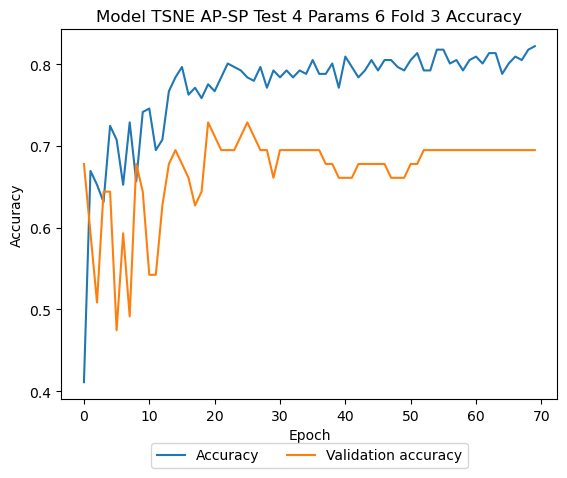 Model TSNE AP-SP Test 4 Params 6 Fold 3 Accuracy
Accuracy
0.8
0.7
0.6
0.5
0.4
0 10 20 30 40 50 60 70
Epoch
Accuracy Validation accuracy